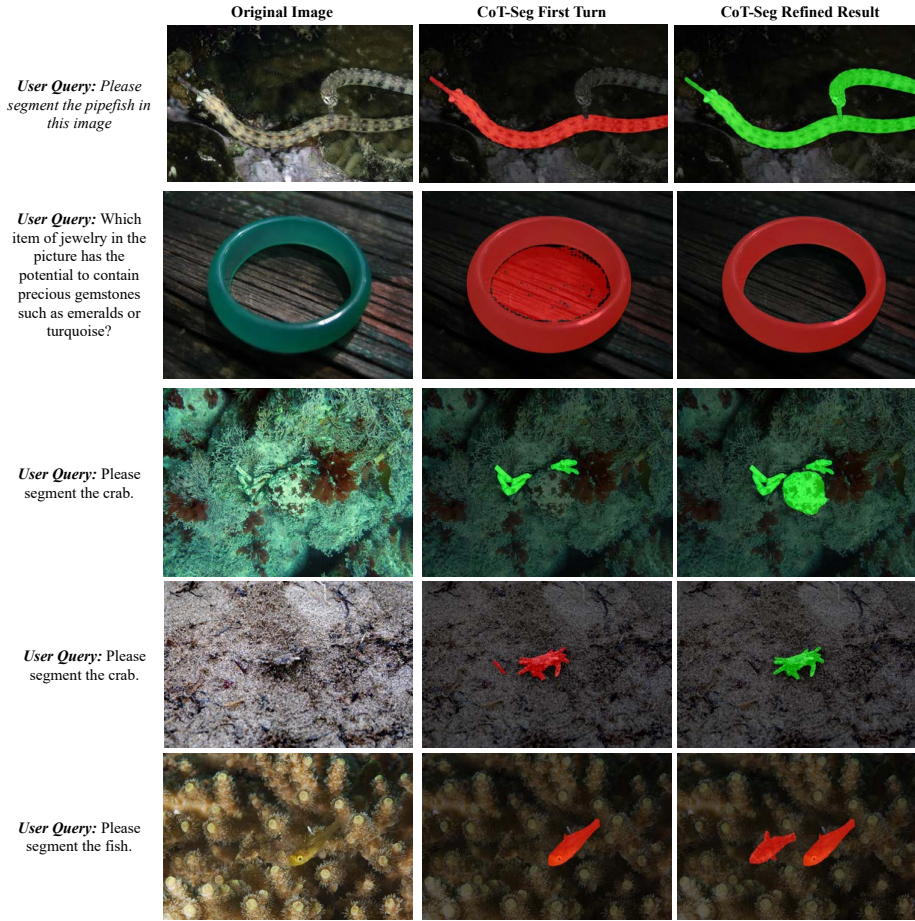 Original Image
CoT-Seg First Turn
CoT-Seg Refined Result
User Query: Please
segment the pipefish in
this image
User Query: Which
item of jewelry in the
picture has the
potential to contain
precious gemstones
such as emeralds or
turquoise?
User Query: Please
segment the crab.
User Query: Please
segment the crab.
User Query: Please
segment the fish.